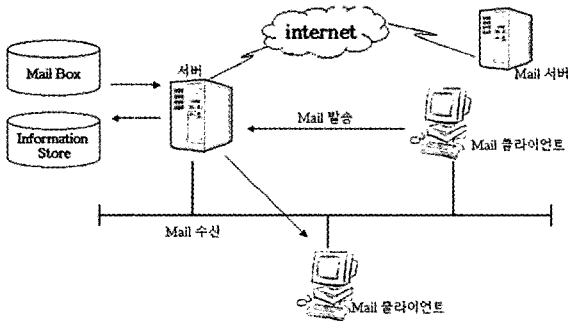 internet
Mail Box
서버
Mail 서버
Information
Store
Mail 발송
Mail 클라이언트
Mail 수산
Mail 클라이언트